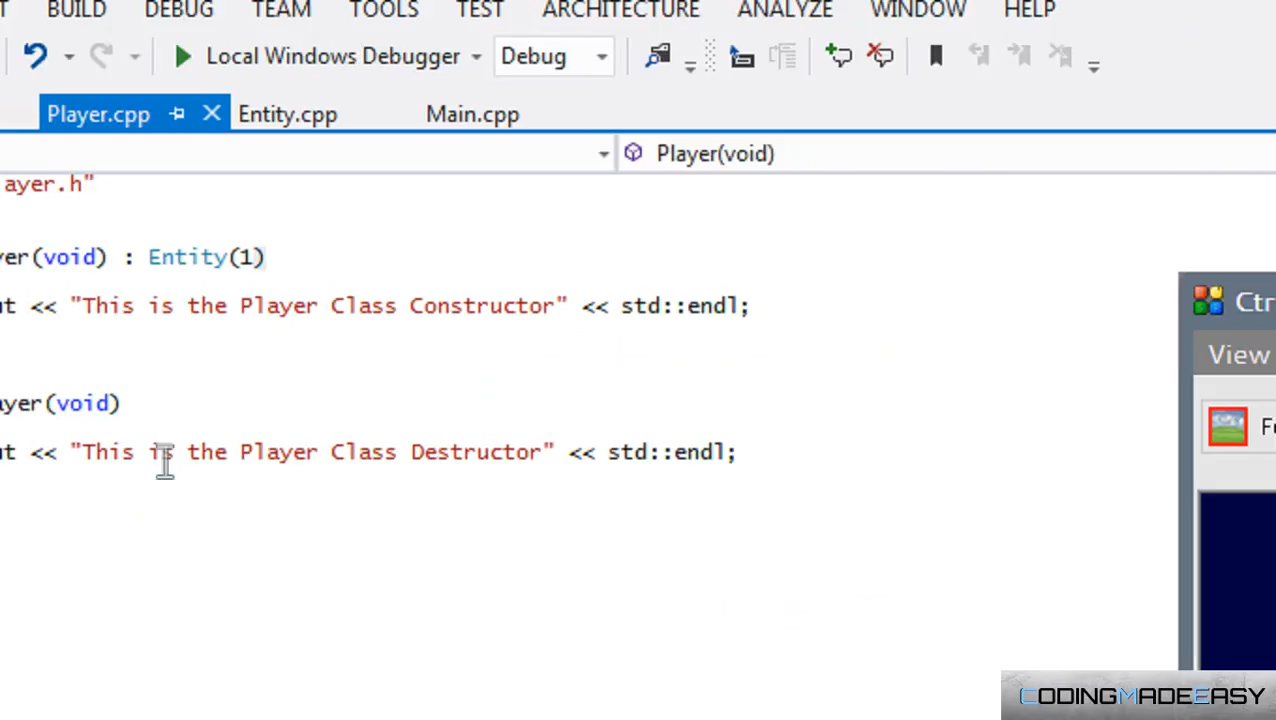 BUILD DEBUG TEAM TOOLS TEST ARCHITECTURE ANALYZE WINDOW HELP
Local Windows Debugger Debug
Player.cpp Entity.cpp Main.cpp
Player(void)
ayer.h"
yer(void) : Entity(1)
t << "This is the Player Class Constructor" << std::endl;
Ctr
View
ayer(void)
t << "This is the Player Class Destructor" << std::endl;
CODINGMADEEASY